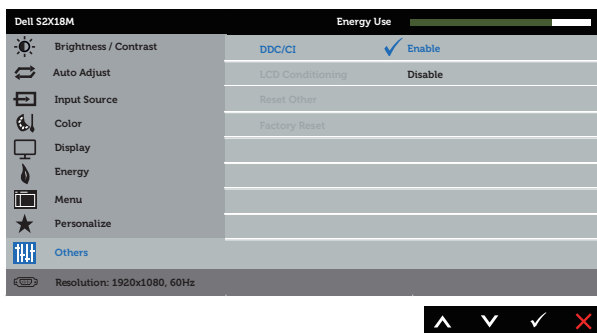 Dell S2X18M Energy Use
Brightness / Contrast
DDC/CI Enable
Auto Adjust
LCD Conditioning Disable
Input Source
Reset Other
Color
Factory Reset
Display
Energy
Menu
Personalize
Others
Resolution: 1920x1080, 60Hz